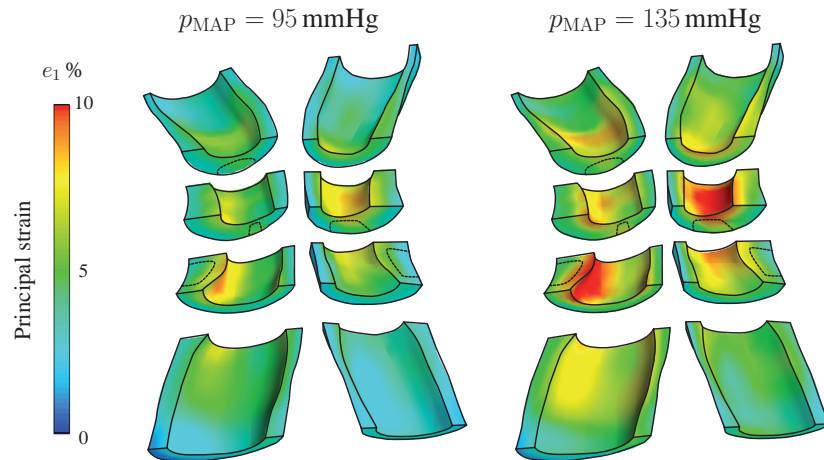 p_MAP = 95 mmHg
p_MAP = 135 mmHg
e_1 %
10
5
0
Principal strain